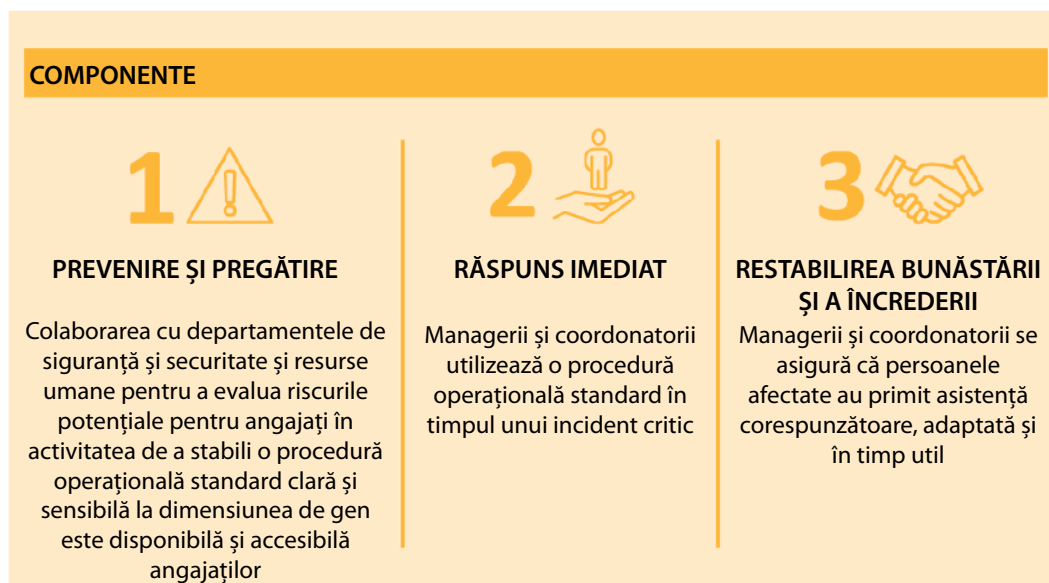 COMPONENTE
1
PREVENIRE ȘI PREGĂTIRE
Colaborarea cu departamentele de
siguranță și securitate și resurse
umane pentru a evalua riscurile
potențiale pentru angajați în
activitatea de a stabili o procedură
operațională standard clară și
sensibilă la dimensiunea de gen
este disponibilă și accesibilă
angajaților
2
RĂSPUNS IMEDIAT
Managerii și coordonatorii
utilizează o procedură
operațională standard în
timpul unui incident critic
3
RESTABILIREA BUNĂSTĂRII
ȘI A ÎNCREDERII
Managerii și coordonatorii se
asigură că persoanele
afectate au primit asistență
corespunzătoare, adaptată și
în timp util